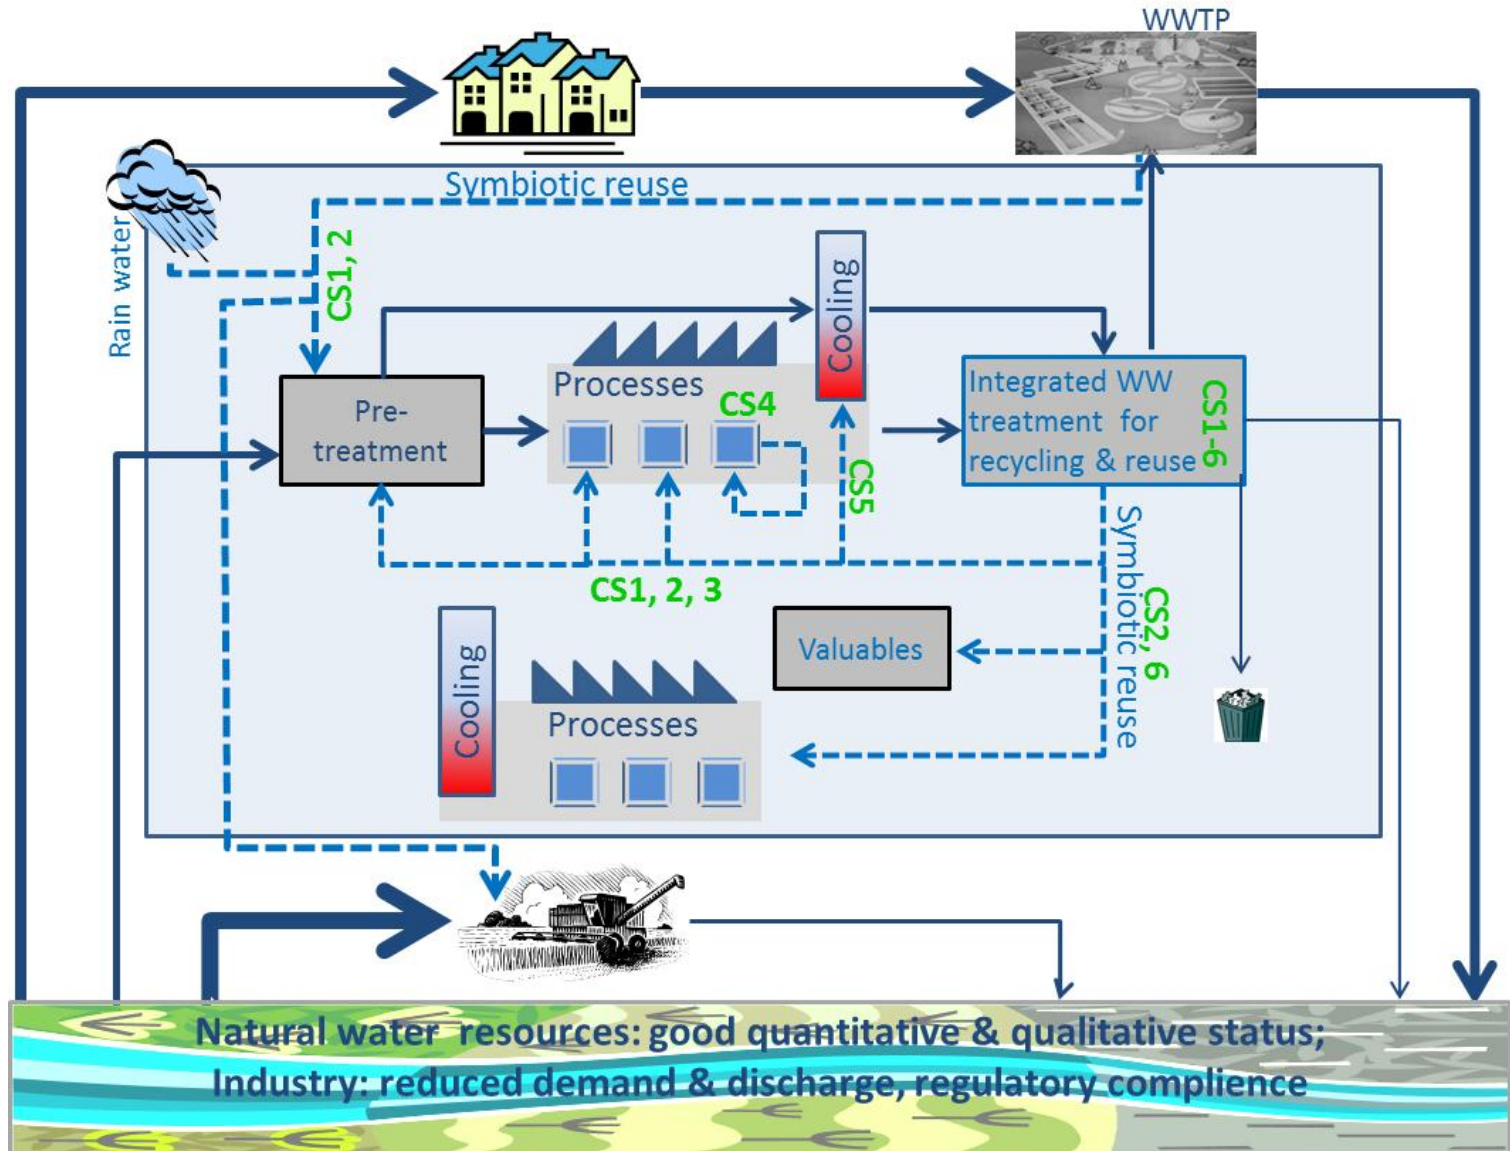 WWTP
Symbiotic reuse
Rain water
CS1, 2
Cooling
Processes
CS4
Pre-
treatment
Integrated WW
treatment for
recycling & reuse
CS1-6
CS5
CS1, 2, 3
Symbiotic reuse
CS2, 6
Valuables
Cooling
Processes
Natural water resources: good quantitative & qualitative status;
Industry: reduced demand & discharge, regulatory complience